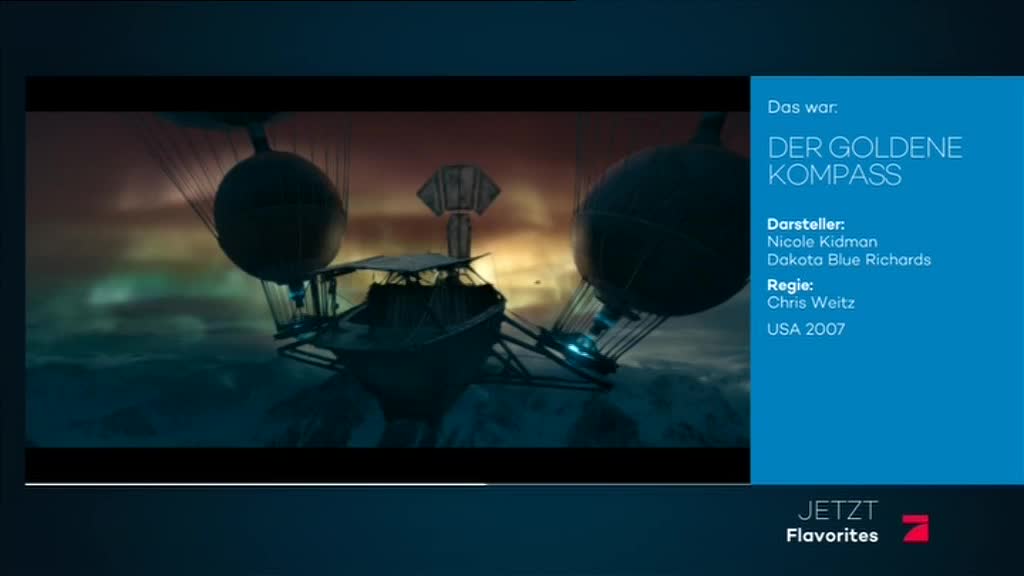 Das war:
DER GOLDENE
KOMPASS
Darsteller:
Nicole Kidman
Dakota Blue Richards
Regie:
Chris Weitz
USA 2007
JETZT
Flavorites